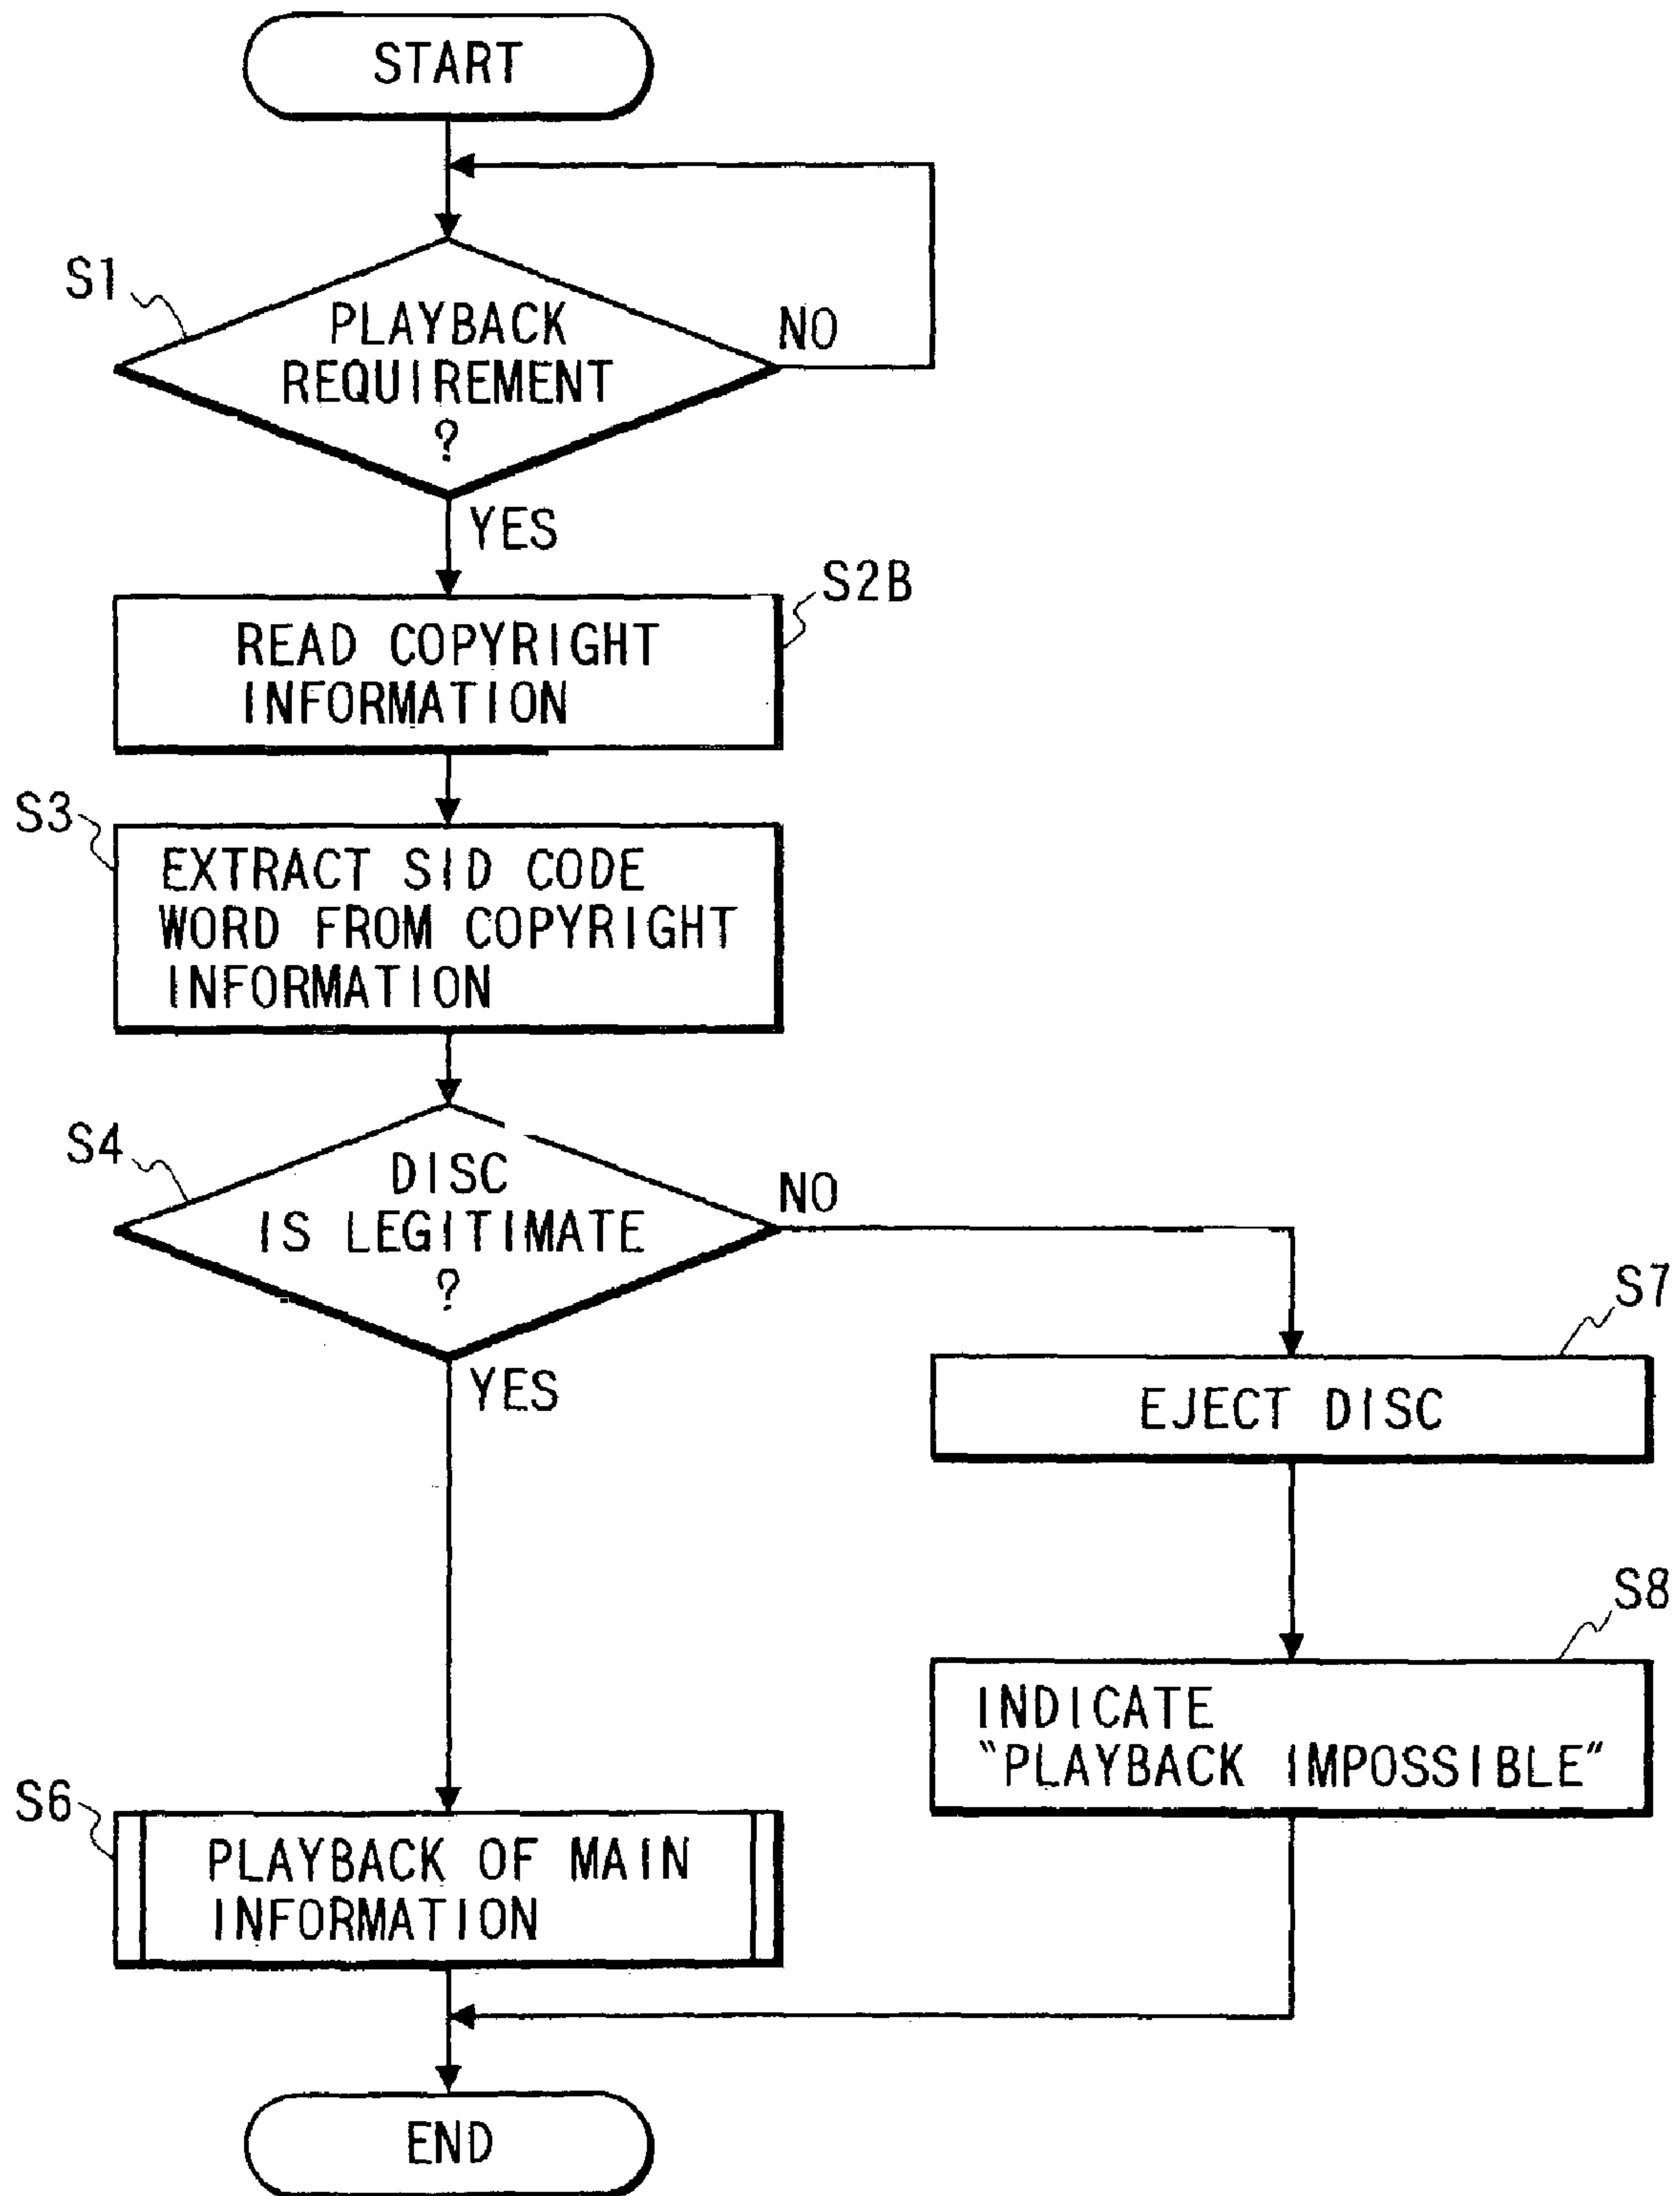 START
S1
PLAYBACK
REQUIREMENT
?
NO
YES
S2B
READ COPYRIGHT
INFORMATION
S3
EXTRACT SID CODE
WORD FROM COPYRIGHT
INFORMATION
S4
DISC
IS LEGITIMATE
?
NO
YES
S7
EJECT DISC
S8
INDICATE
"PLAYBACK IMPOSSIBLE"
S6
PLAYBACK OF MAIN
INFORMATION
END